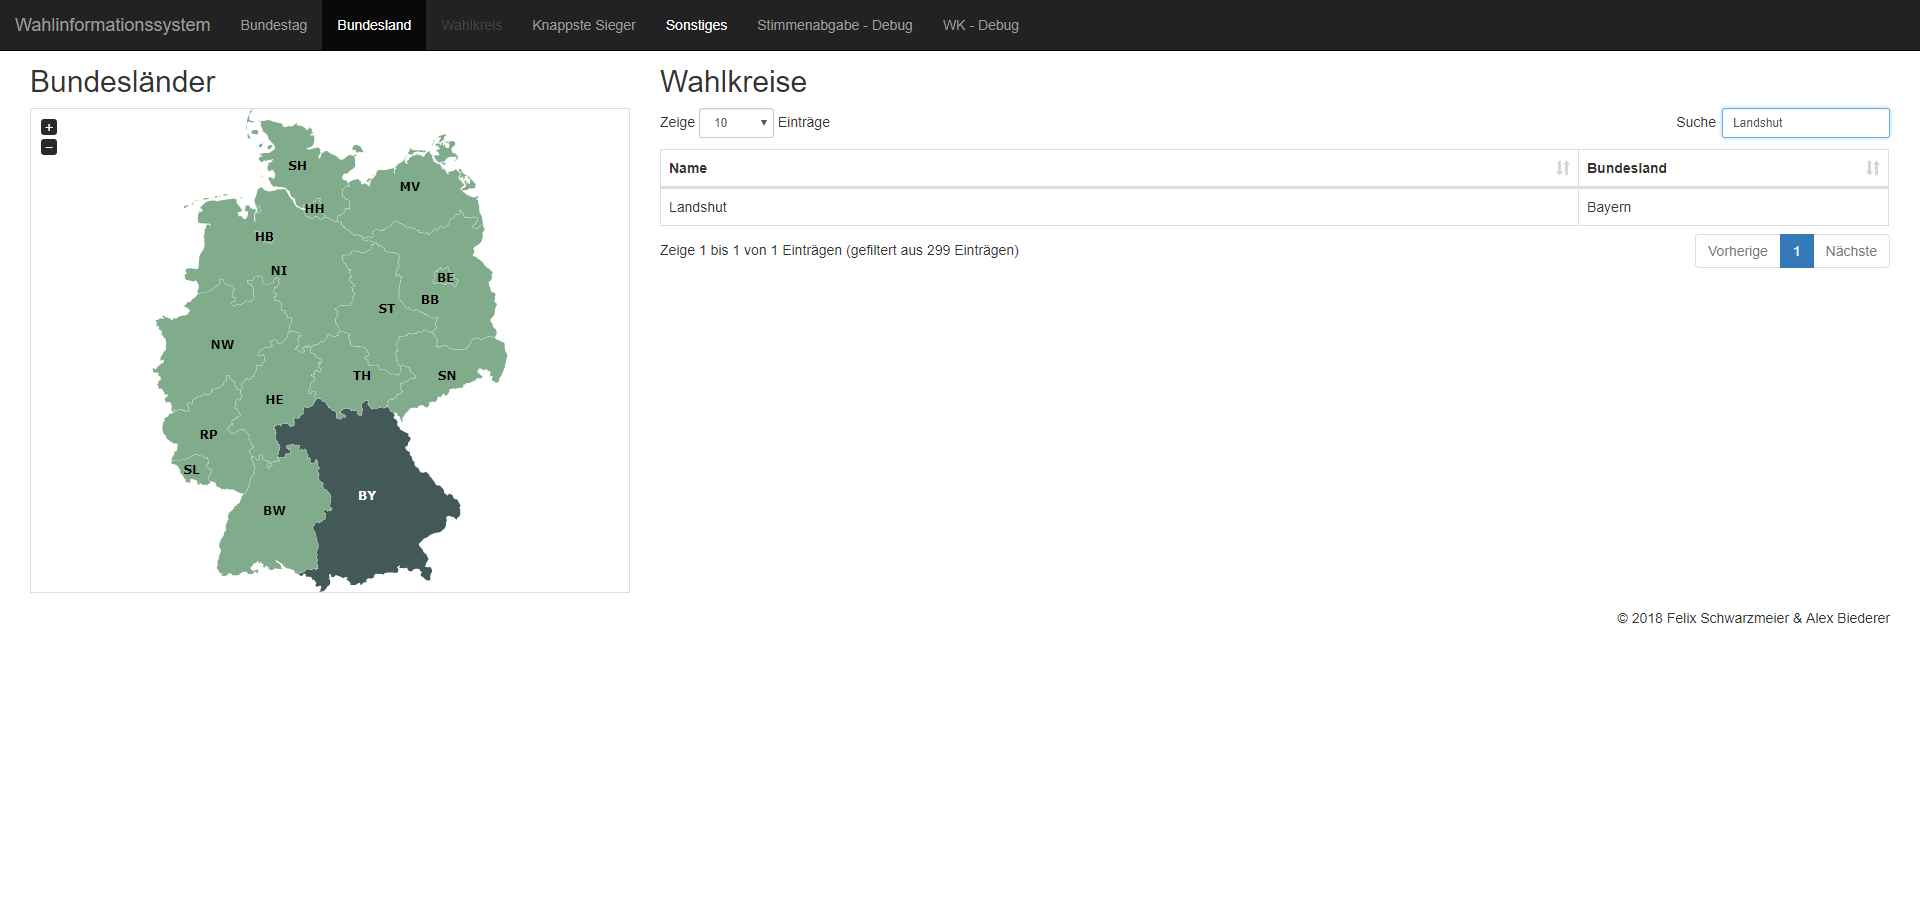 Wahlinformationssystem Bundestag Bundesland Wahlkreis Knappste Sieger Sonstiges Stimmenabgabe - Debug WK - Debug
Bundesländer
+
−
SH
MV
HH
HB
NI
BE
BB
ST
NW
TH
SN
HE
RP
SL
BY
BW
Wahlkreise
Zeige 10 Einträge
Suche Landshut
Name Bundesland
Landshut Bayern
Zeige 1 bis 1 von 1 Einträgen (gefiltert aus 299 Einträgen)
Vorherige 1 Nächste
© 2018 Felix Schwarzmeier & Alex Biederer